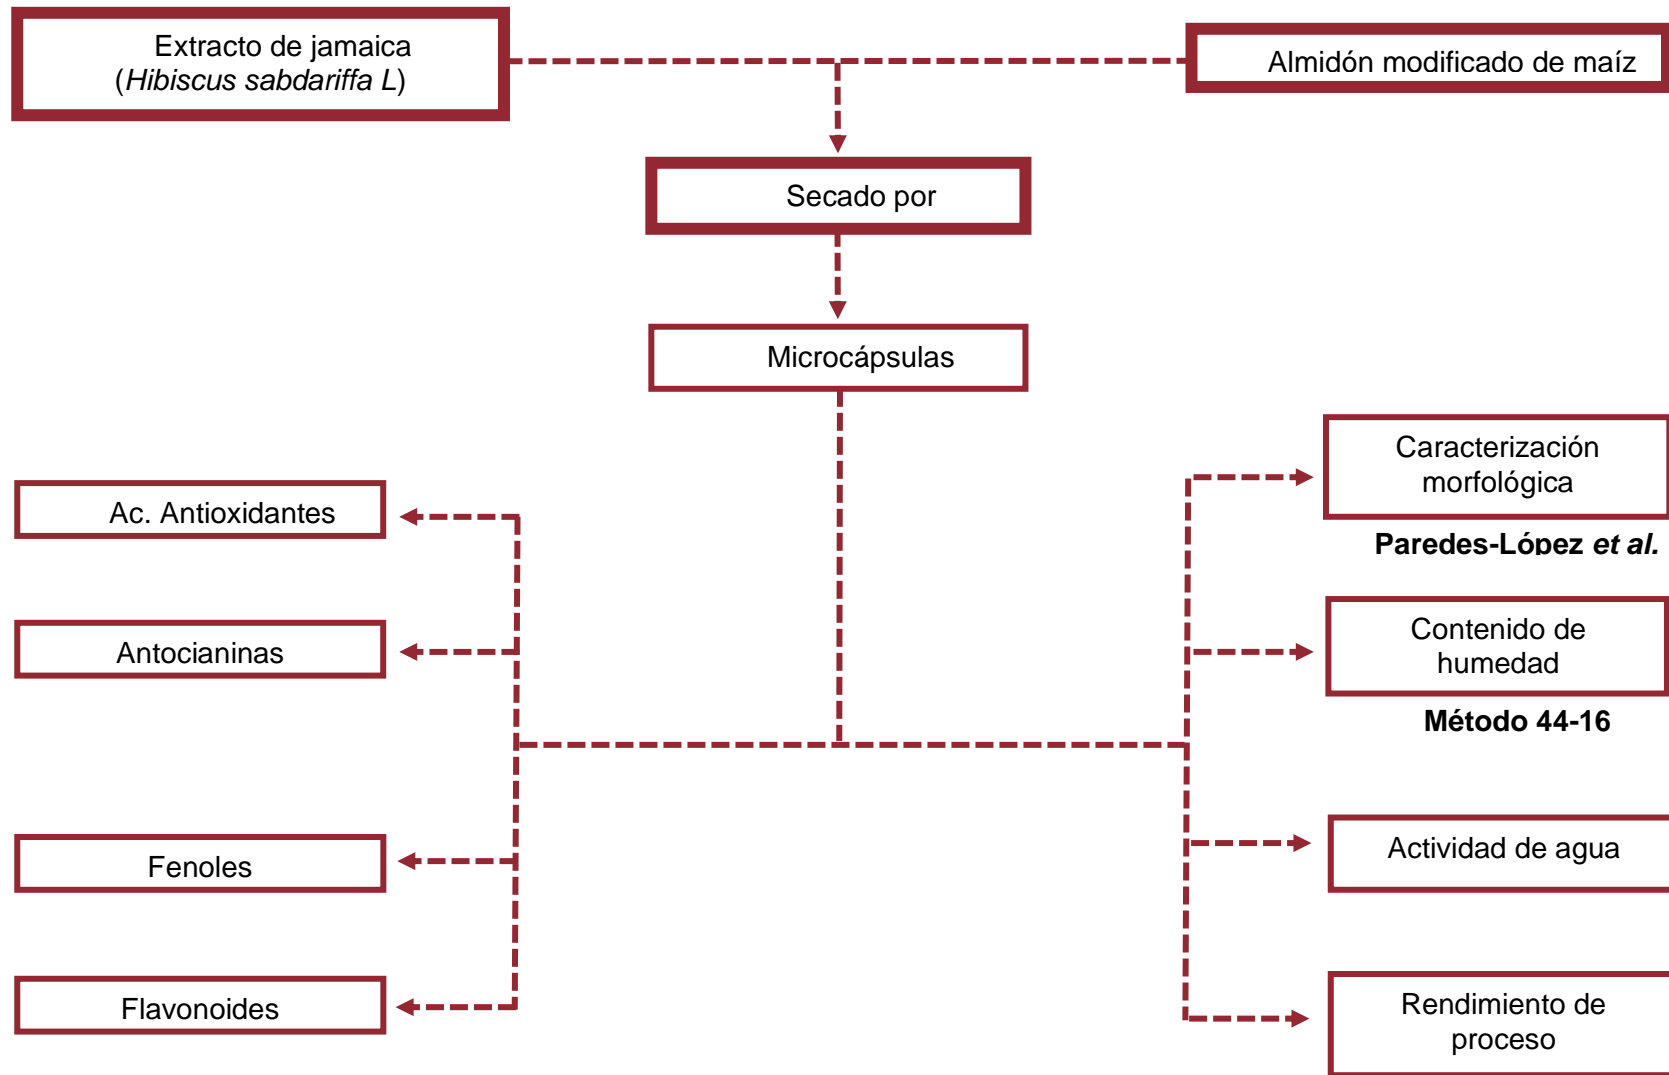 Extracto de jamaica
(Hibiscus sabdariffa L)
Almidón modificado de maíz
Secado por
Microcápsulas
Ac. Antioxidantes
Antocianinas
Fenoles
Flavonoides
Caracterización
morfológica
Paredes-López et al.
Contenido de
humedad
Método 44-16
Actividad de agua
Rendimiento de
proceso